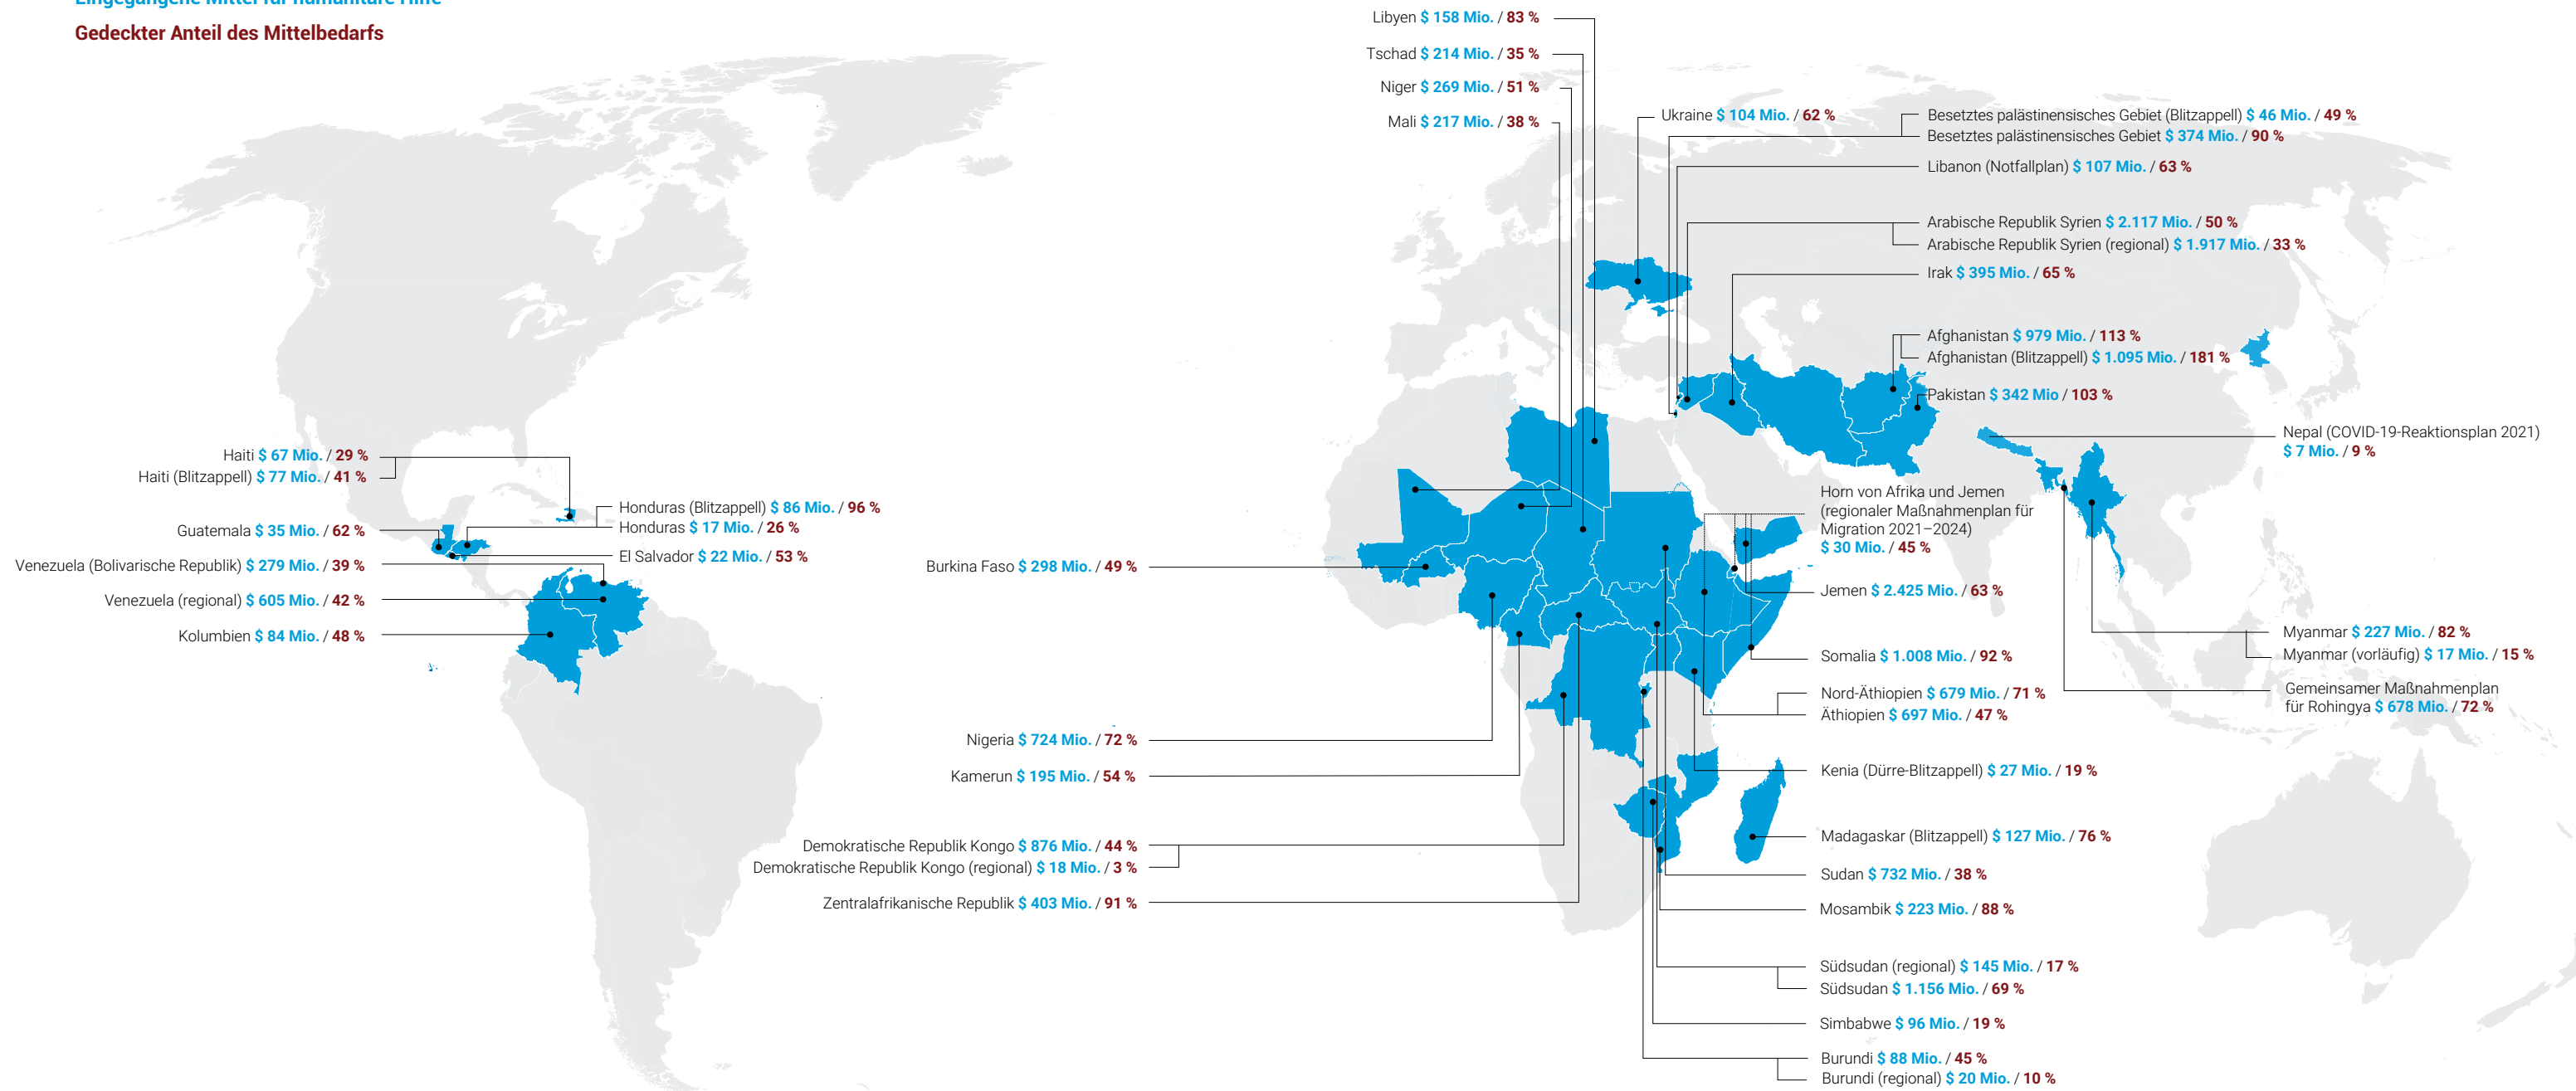 Eingegangene Mittel für humanitäre Hilfe
Gedeckter Anteil des Mittelbedarfs
Libyen $ 158 Mio. / 83 %
Tschad $ 214 Mio. / 35 %
Niger $ 269 Mio. / 51 %
Mali $ 217 Mio. / 38 %
Ukraine $ 104 Mio. / 62 %
Besetztes palästinensisches Gebiet (Blitzappell) $ 46 Mio. / 49 %
Besetztes palästinensisches Gebiet $ 374 Mio. / 90 %
Libanon (Notfallplan) $ 107 Mio. / 63 %
Arabische Republik Syrien $ 2.117 Mio. / 50 %
Arabische Republik Syrien (regional) $ 1.917 Mio. / 33 %
Irak $ 395 Mio. / 65 %
Afghanistan $ 979 Mio. / 113 %
Afghanistan (Blitzappell) $ 1.095 Mio. / 181 %
Pakistan $ 342 Mio / 103 %
Nepal (COVID-19-Reaktionsplan 2021)
$ 7 Mio. / 9 %
Haiti $ 67 Mio. / 29 %
Haiti (Blitzappell) $ 77 Mio. / 41 %
Honduras (Blitzappell) $ 86 Mio. / 96 %
Honduras $ 17 Mio. / 26 %
Guatemala $ 35 Mio. / 62 %
El Salvador $ 22 Mio. / 53 %
Venezuela (Bolivarische Republik) $ 279 Mio. / 39 %
Venezuela (regional) $ 605 Mio. / 42 %
Kolumbien $ 84 Mio. / 48 %
Burkina Faso $ 298 Mio. / 49 %
Nigeria $ 724 Mio. / 72 %
Kamerun $ 195 Mio. / 54 %
Demokratische Republik Kongo $ 876 Mio. / 44 %
Demokratische Republik Kongo (regional) $ 18 Mio. / 3 %
Zentralafrikanische Republik $ 403 Mio. / 91 %
Horn von Afrika und Jemen
(regionaler Maßnahmenplan für
Migration 2021–2024)
$ 30 Mio. / 45 %
Jemen $ 2.425 Mio. / 63 %
Somalia $ 1.008 Mio. / 92 %
Nord-Äthiopien $ 679 Mio. / 71 %
Äthiopien $ 697 Mio. / 47 %
Kenia (Dürre-Blitzappell) $ 27 Mio. / 19 %
Madagaskar (Blitzappell) $ 127 Mio. / 76 %
Sudan $ 732 Mio. / 38 %
Mosambik $ 223 Mio. / 88 %
Südsudan (regional) $ 145 Mio. / 17 %
Südsudan $ 1.156 Mio. / 69 %
Simbabwe $ 96 Mio. / 19 %
Burundi $ 88 Mio. / 45 %
Burundi (regional) $ 20 Mio. / 10 %
Myanmar $ 227 Mio. / 82 %
Myanmar (vorläufig) $ 17 Mio. / 15 %
Gemeinsamer Maßnahmenplan
für Rohingya $ 678 Mio. / 72 %